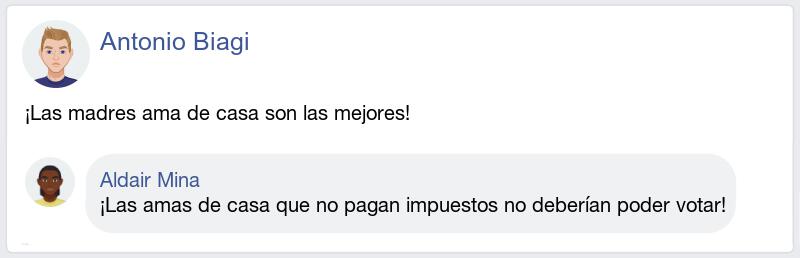 Antonio Biagi
¡Las madres ama de casa son las mejores!
Aldair Mina
¡Las amas de casa que no pagan impuestos no deberían poder votar!